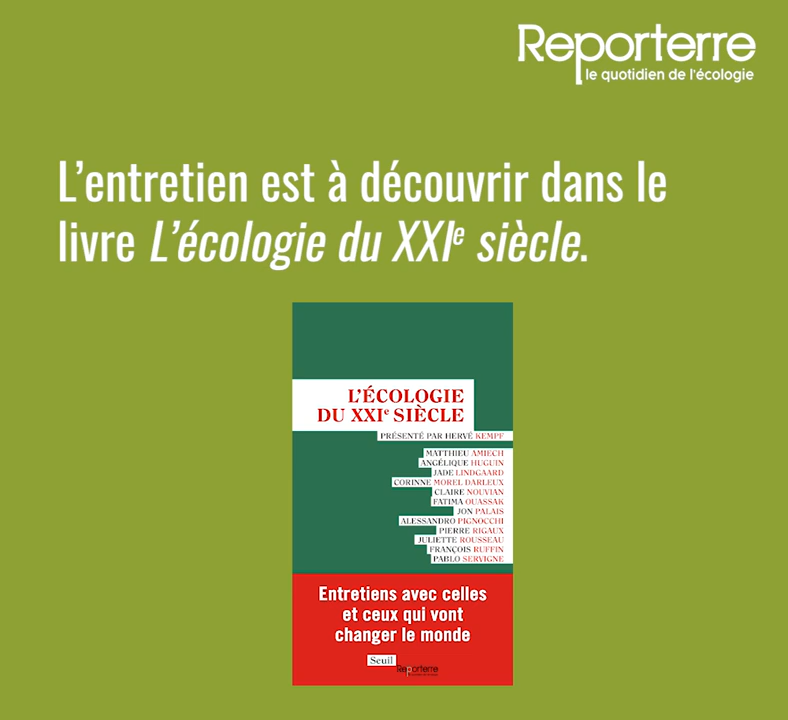 Reporterre
le quotidien de l'écologie
L'entretien est à découvrir dans le
livre L'écologie du XXIe siècle.
L'ÉCOLOGIE
DU XXIe SIÈCLE
PRÉSENTÉ PAR HERVÉ KEMPF
MATTHIEU AMIECH
ANGÉLIQUE HUGUIN
JADE LINDGAARD
CORINNE MOREL DARLEUX
CLAIRE NOUVIAN
FATIMA OUASSAK
JON PALAIS
ALESSANDRO PIGNOCCHI
PIERRE RIGAUX
JULIETTE ROUSSEAU
FRANÇOIS RUFFIN
PABLO SERVIGNE
Entretiens avec celles
et ceux qui vont
changer le monde
Seuil
Reporterre